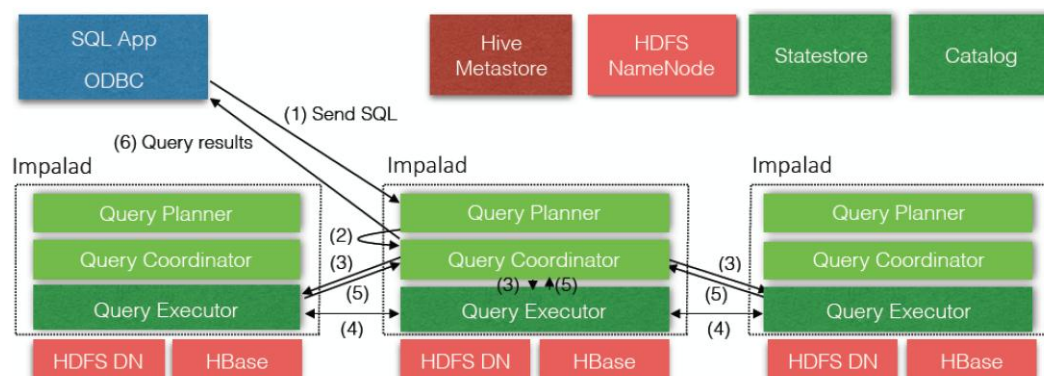 SQL App
ODBC
Hive
Metastore
HDFS
NameNode
Statestore
Catalog
(1) Send SQL
(6) Query results
Impalad
Impalad
Impalad
Query Planner
Query Planner
Query Planner
(2)
Query Coordinator
Query Coordinator
Query Coordinator
(3)
(3)
(5)
(3)
(5)
(5)
Query Executor
Query Executor
Query Executor
(4)
(4)
HDFS DN
HBase
HDFS DN
HBase
HDFS DN
HBase